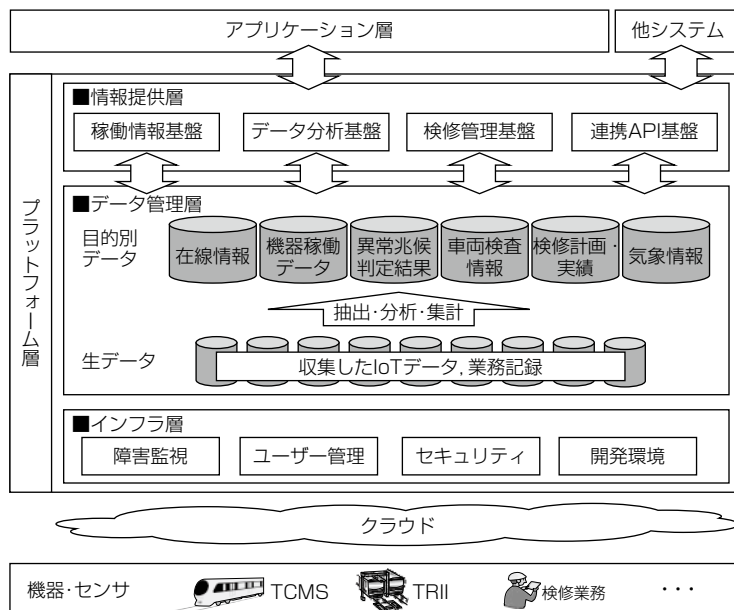 アプリケーション層
他システム
プラットフォーム層
■情報提供層
稼働情報基盤
データ分析基盤
検修管理基盤
連携API基盤
■データ管理層
目的別
データ
在線情報
機器稼働
データ
異常兆候
判定結果
車両検査
情報
検修計画・
実績
気象情報
抽出・分析・集計
生データ
収集したIoTデータ, 業務記録
■インフラ層
障害監視
ユーザー管理
セキュリティ
開発環境
クラウド
機器・センサ
TCMS
TRII
検修業務
・・・